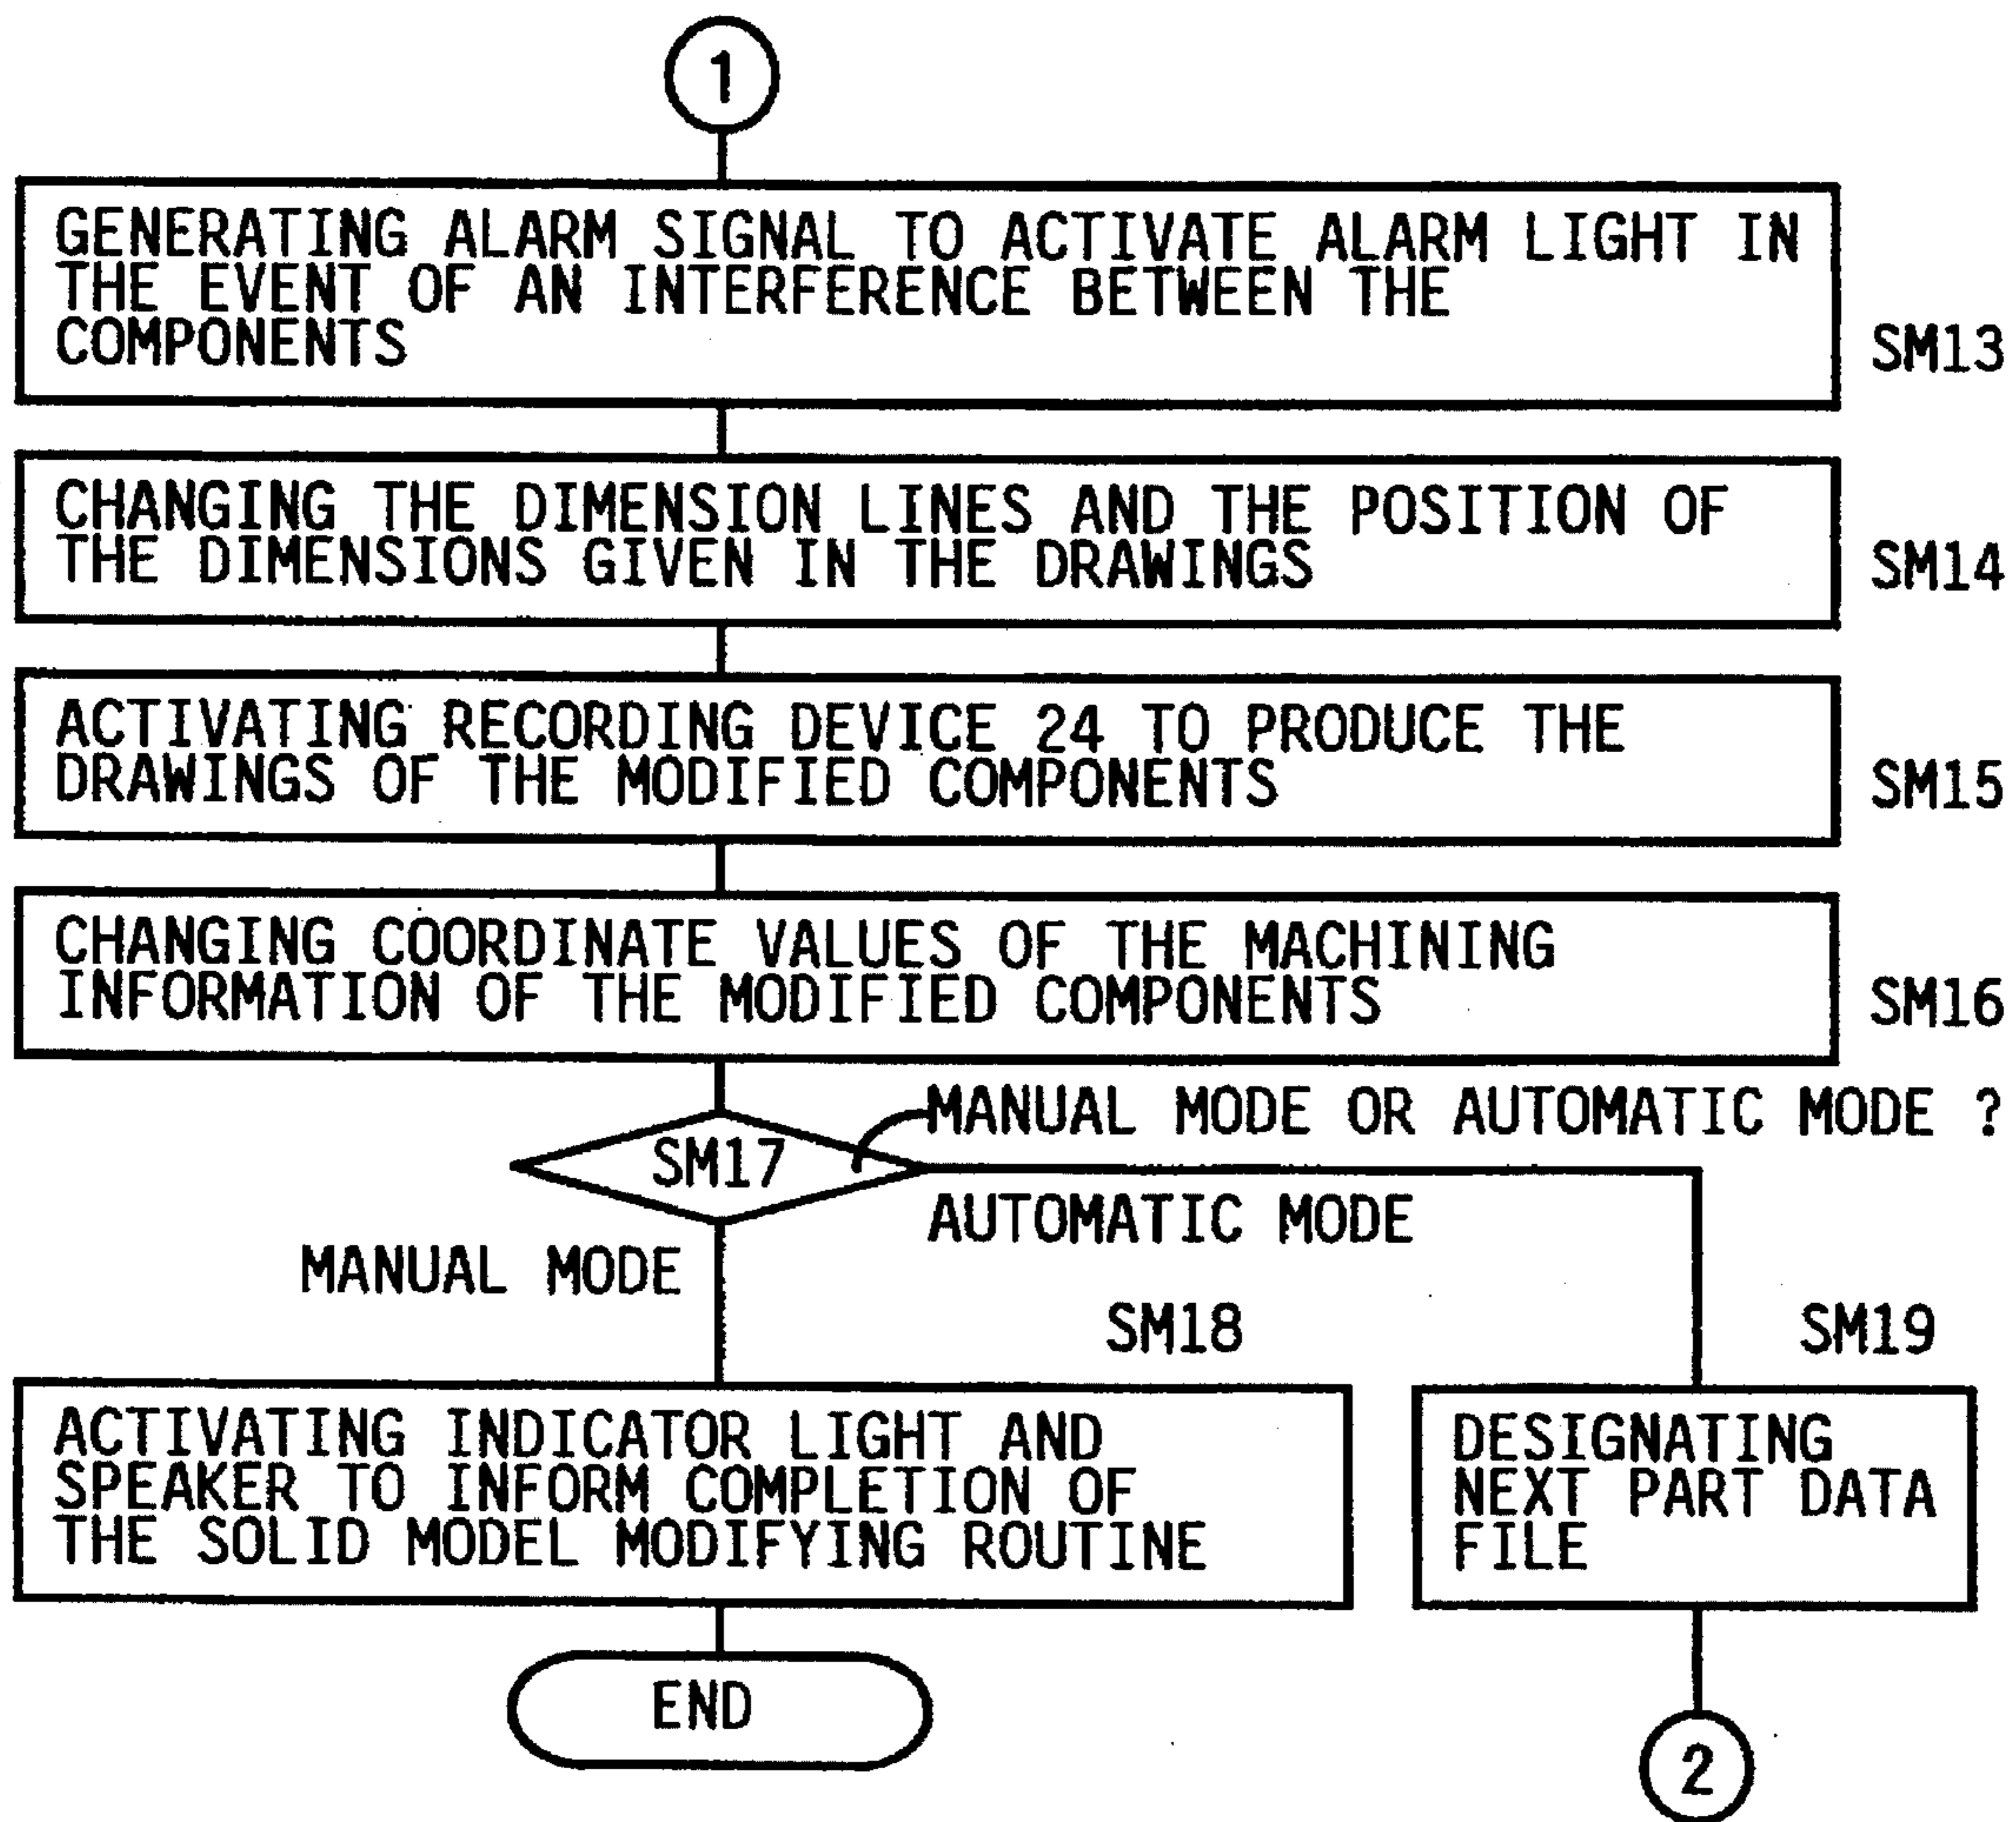 1
GENERATING ALARM SIGNAL TO ACTIVATE ALARM LIGHT IN
THE EVENT OF AN INTERFERENCE BETWEEN THE
COMPONENTS
SM13
CHANGING THE DIMENSION LINES AND THE POSITION OF
THE DIMENSIONS GIVEN IN THE DRAWINGS
SM14
ACTIVATING RECORDING DEVICE 24 TO PRODUCE THE
DRAWINGS OF THE MODIFIED COMPONENTS
SM15
CHANGING COORDINATE VALUES OF THE MACHINING
INFORMATION OF THE MODIFIED COMPONENTS
SM16
MANUAL MODE OR AUTOMATIC MODE ?
SM17
AUTOMATIC MODE
MANUAL MODE
SM18
SM19
ACTIVATING INDICATOR LIGHT AND
SPEAKER TO INFORM COMPLETION OF
THE SOLID MODEL MODIFYING ROUTINE
DESIGNATING
NEXT PART DATA
FILE
END
2